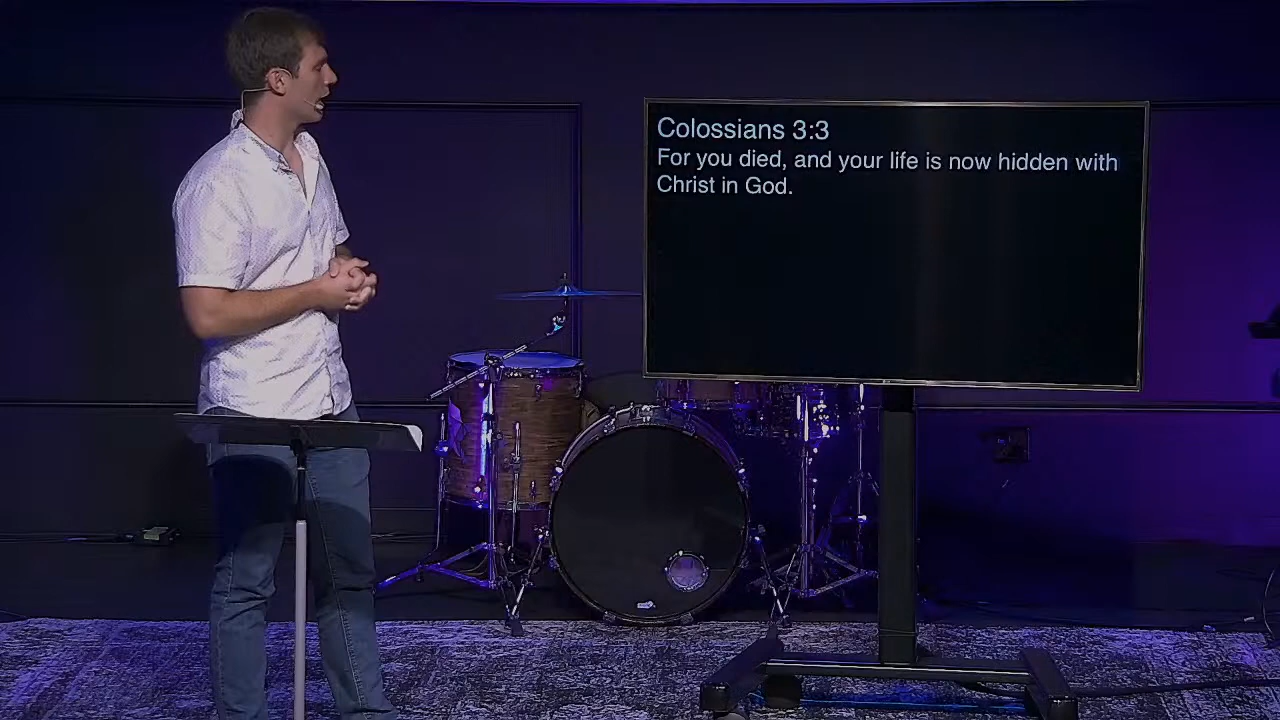 Colossians 3:3
For you died, and your life is now hidden with
Christ in God.